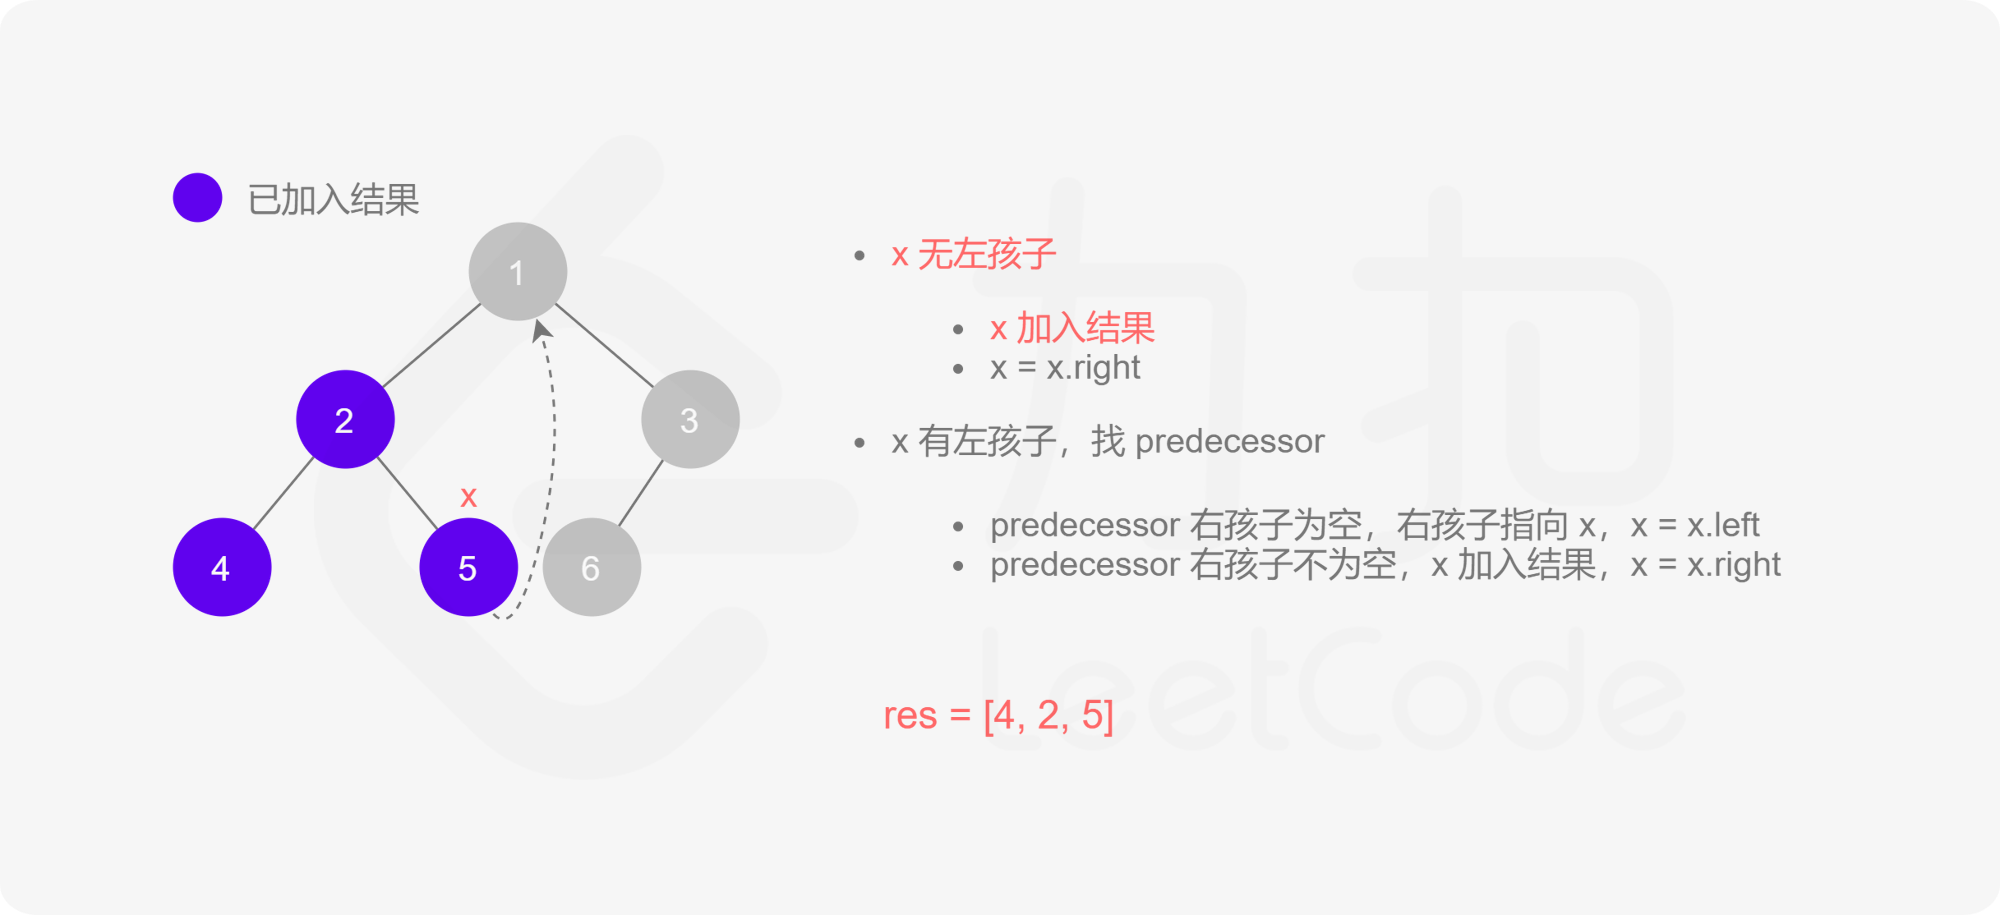 已加入结果
1
2
3
x
4
5
6
x 无左孩子
x 加入结果
x = x.right
x 有左孩子，找 predecessor
predecessor 右孩子为空，右孩子指向 x，x = x.left
predecessor 右孩子不为空，x 加入结果，x = x.right
res = [4, 2, 5]
力扣
LeetCode